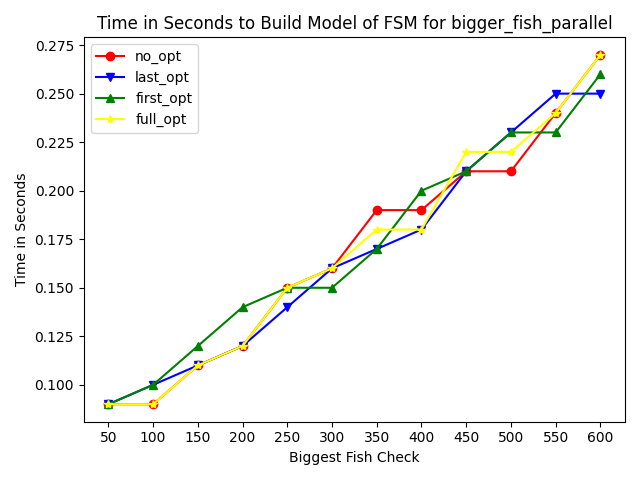 Time in Seconds to Build Model of FSM for bigger_fish_parallel
no_opt
last_opt
first_opt
full_opt
Time in Seconds
0.275
0.250
0.225
0.200
0.175
0.150
0.125
0.100
50 100 150 200 250 300 350 400 450 500 550 600
Biggest Fish Check